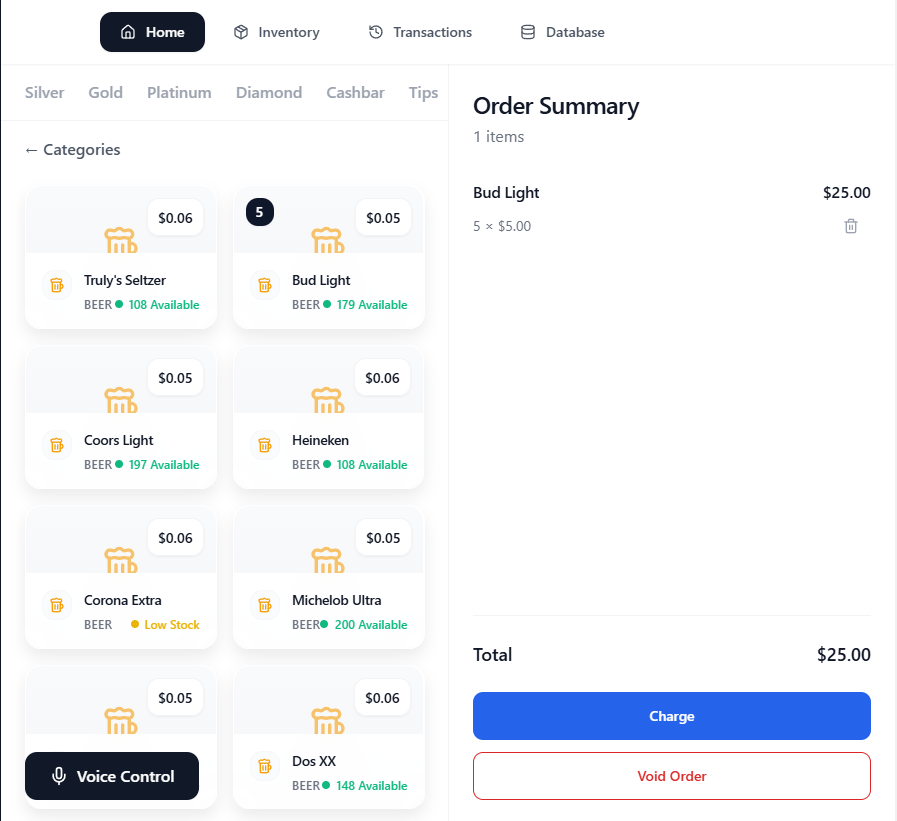 Home Inventory Transactions Database
Silver Gold Platinum Diamond Cashbar Tips
← Categories
$0.06
Truly's Seltzer
BEER 108 Available
5
$0.05
Bud Light
BEER 179 Available
$0.05
Coors Light
BEER 197 Available
$0.06
Heineken
BEER 108 Available
$0.06
Corona Extra
BEER Low Stock
$0.05
Michelob Ultra
BEER 200 Available
$0.05
$0.06
Dos XX
BEER 148 Available
Voice Control
Order Summary
1 items
Bud Light $25.00
5 × $5.00
Total $25.00
Charge
Void Order